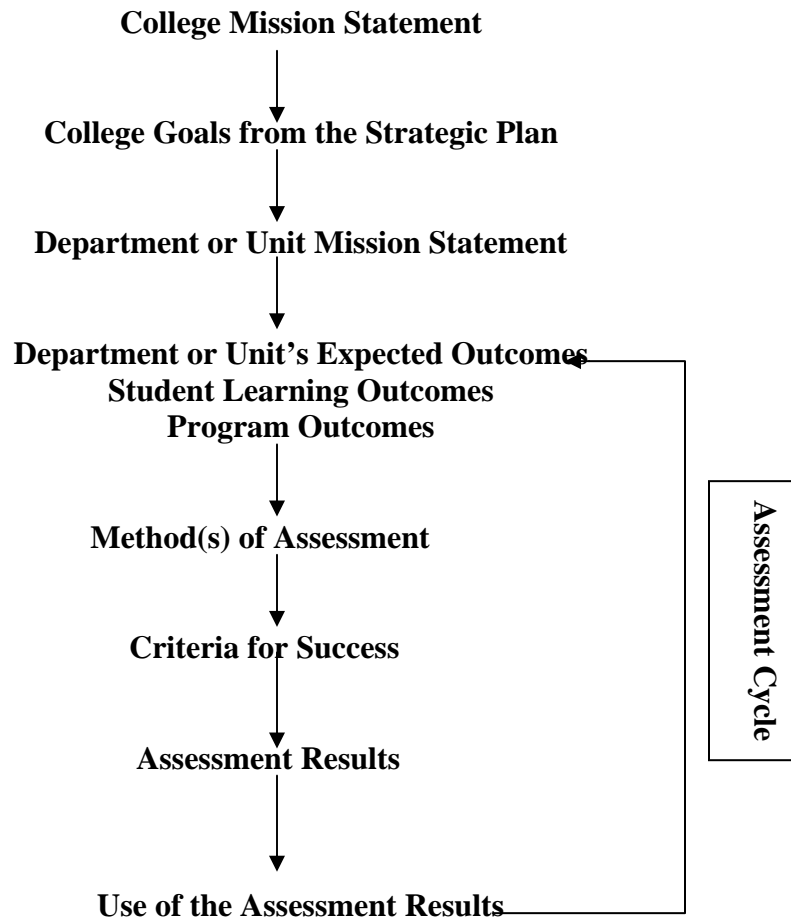 College Mission Statement
College Goals from the Strategic Plan
Department or Unit Mission Statement
Department or Unit’s Expected Outcomes
Student Learning Outcomes
Program Outcomes
Method(s) of Assessment
Criteria for Success
Assessment Results
Use of the Assessment Results
Assessment Cycle